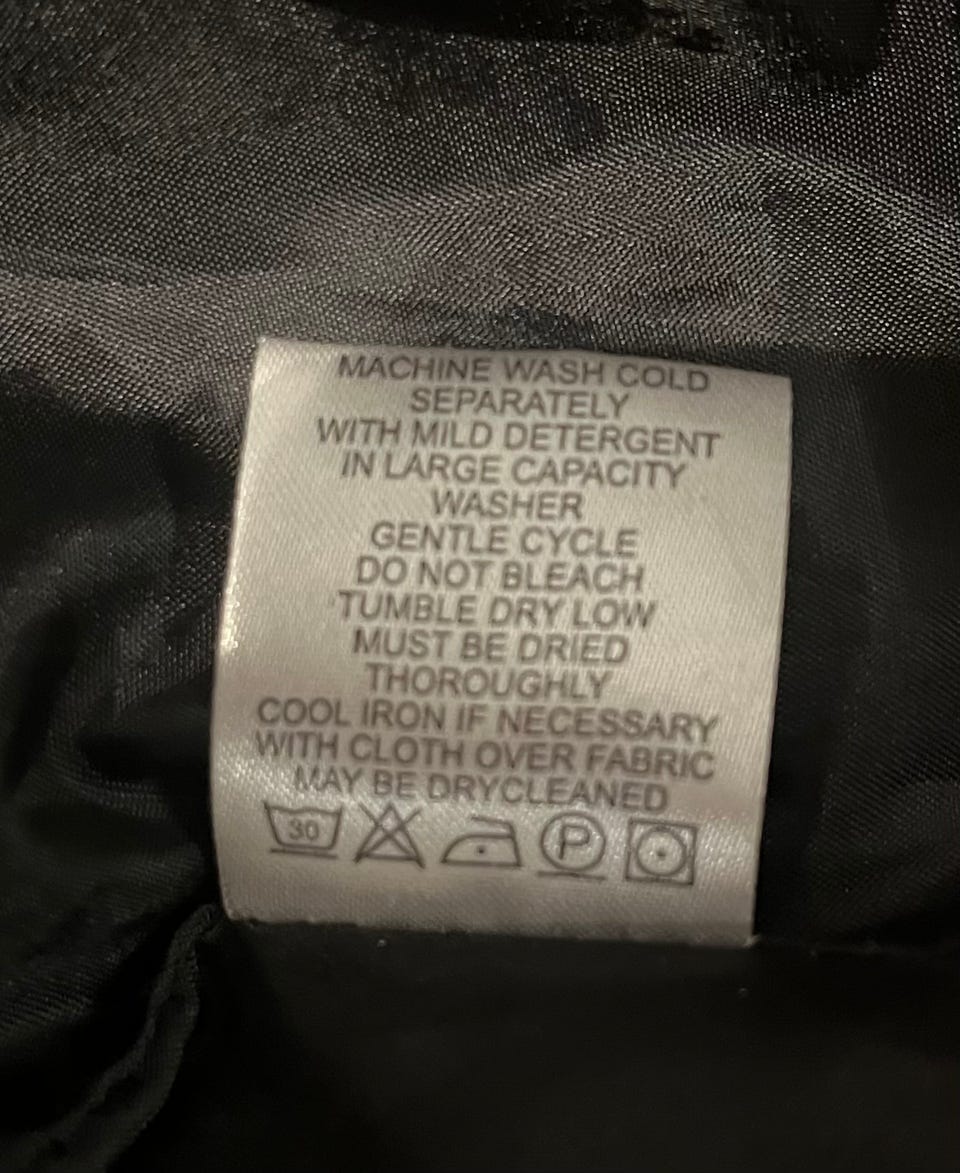 MACHINE WASH COLD
SEPARATELY
WITH MILD DETERGENT
IN LARGE CAPACITY
WASHER
GENTLE CYCLE
DO NOT BLEACH
TUMBLE DRY LOW
MUST BE DRIED
THOROUGHLY
COOL IRON IF NECESSARY
WITH CLOTH OVER FABRIC
MAY BE DRYCLEANED
30 P